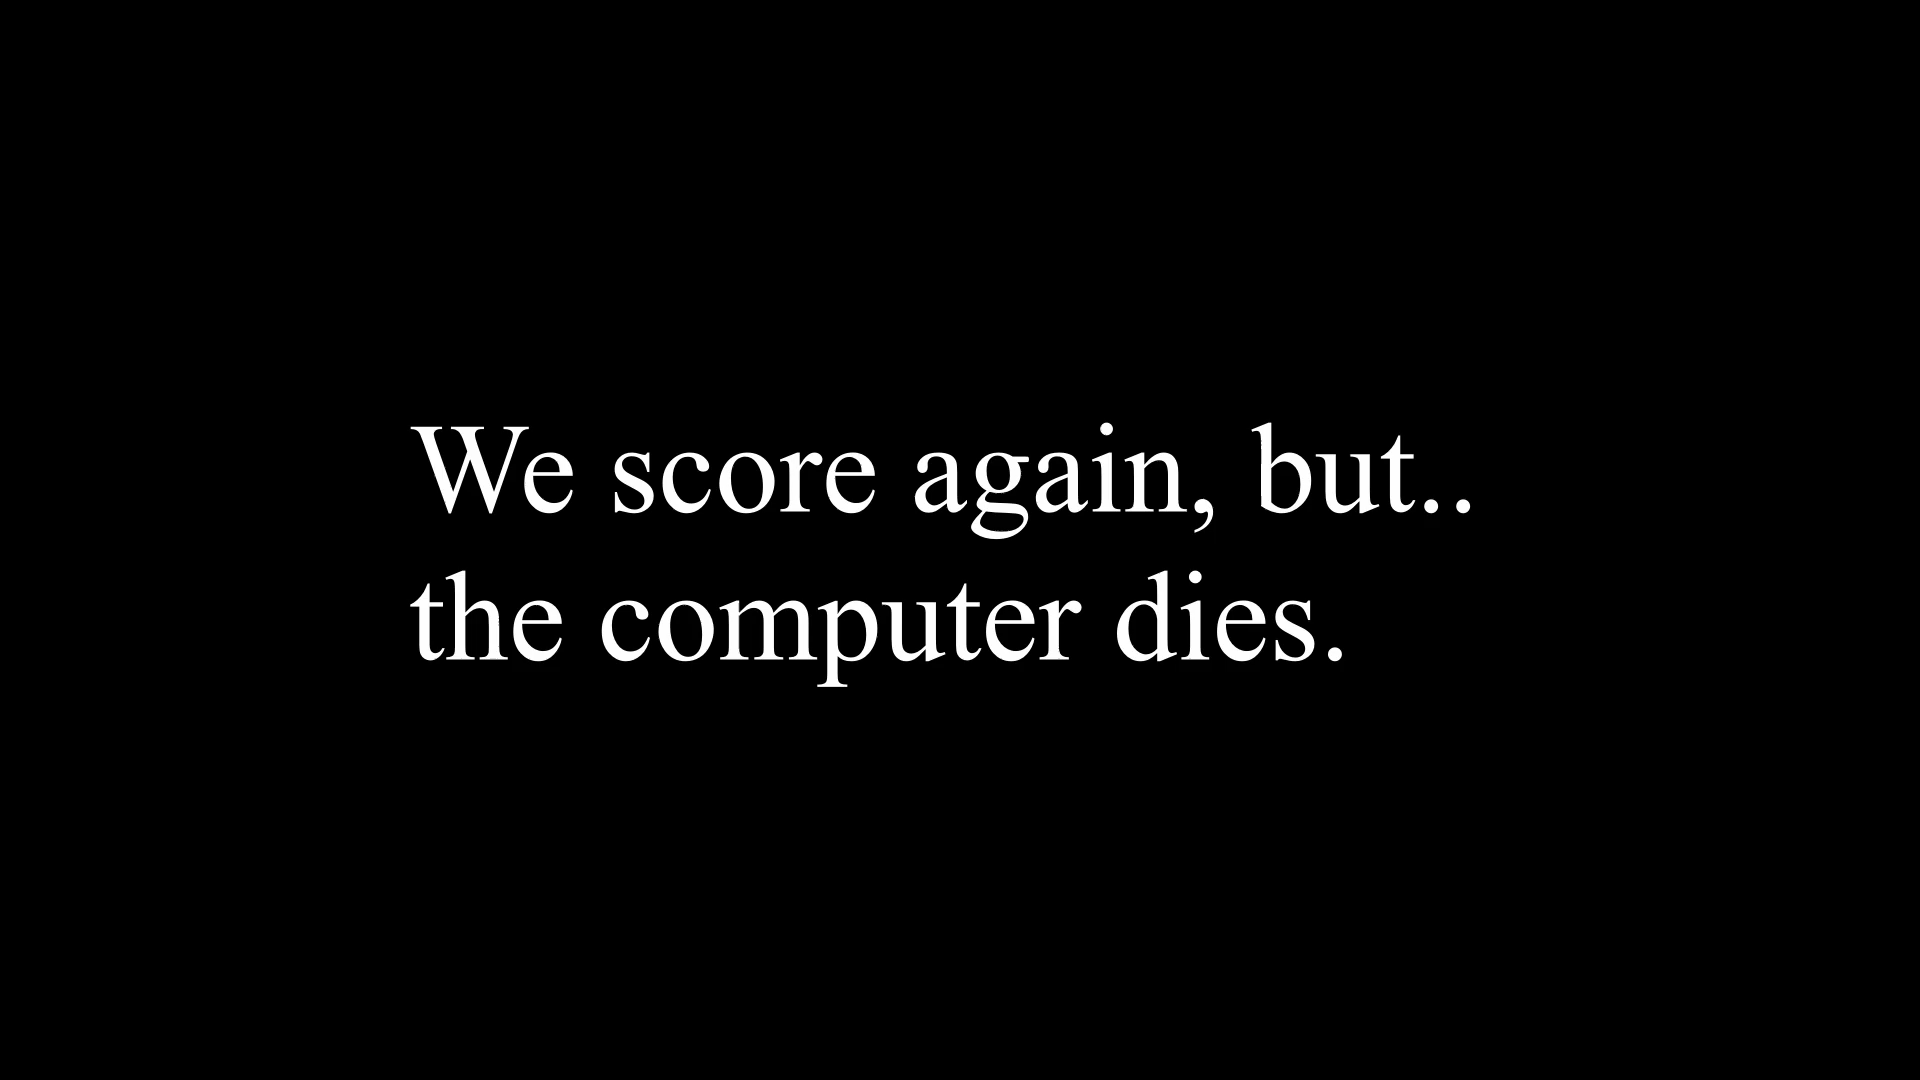 We score again, but..
the computer dies.